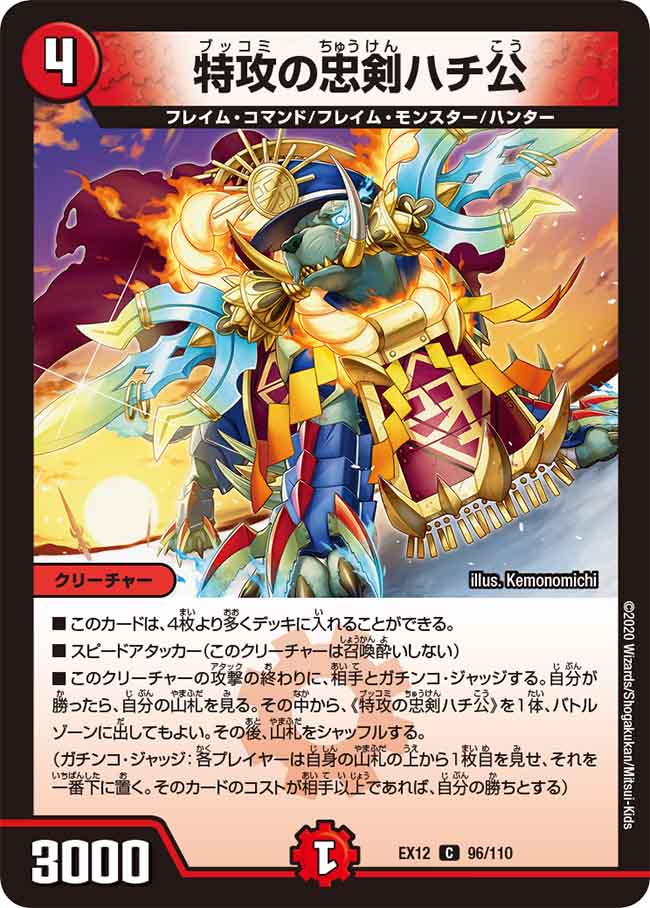 4
特攻の忠剣ハチ公
ブッコミ ちゅうけん こう
フレイム・コマンド/フレイム・モンスター/ハンター
クリーチャー
illus. Kemonomichi
■このカードは、4枚より多くデッキに入れることができる。
■スピードアタッカー(このクリーチャーは召喚酔いしない)
■このクリーチャーの攻撃の終わりに、相手とガチンコ・ジャッジする。自分が
勝ったら、自分の山札を見る。その中から、《特攻の忠剣ハチ公》を1体、バトル
ゾーンに出してもよい。その後、山札をシャッフルする。
(ガチンコ・ジャッジ:各プレイヤーは自身の山札の上から1枚目を見せ、それを
一番下に置く。そのカードのコストが相手以上であれば、自分の勝ちとする)
3000
1
EX12 C 96/110
©2020 Wizards/Shogakukan/Mitsui-Kids